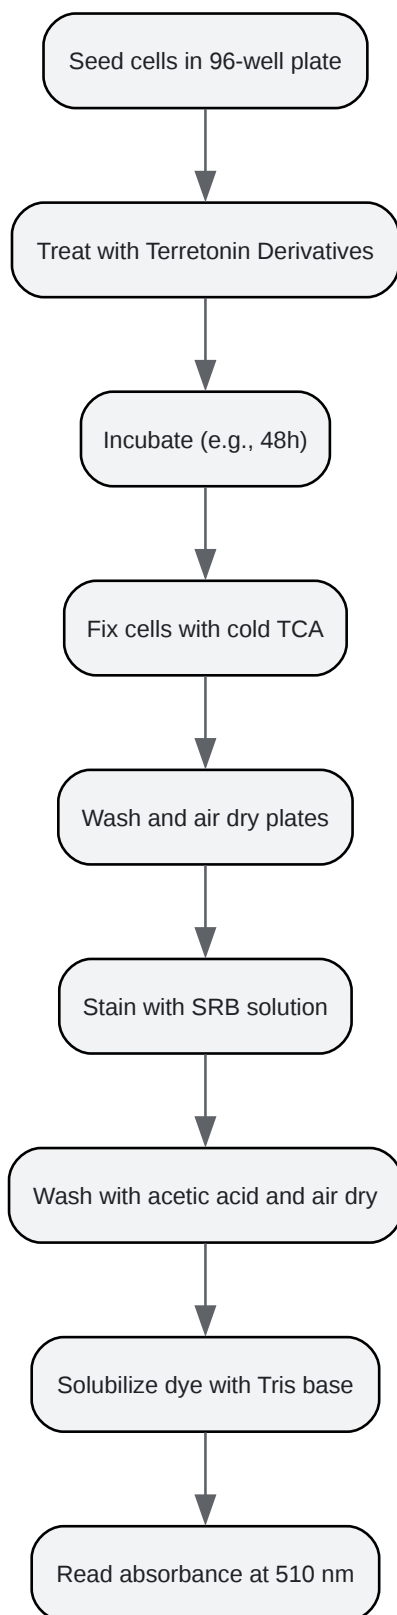 Seed cells in 96-well plate
Treat with Terretonin Derivatives
Incubate (e.g., 48h)
Fix cells with cold TCA
Wash and air dry plates
Stain with SRB solution
Wash with acetic acid and air dry
Solubilize dye with Tris base
Read absorbance at 510 nm